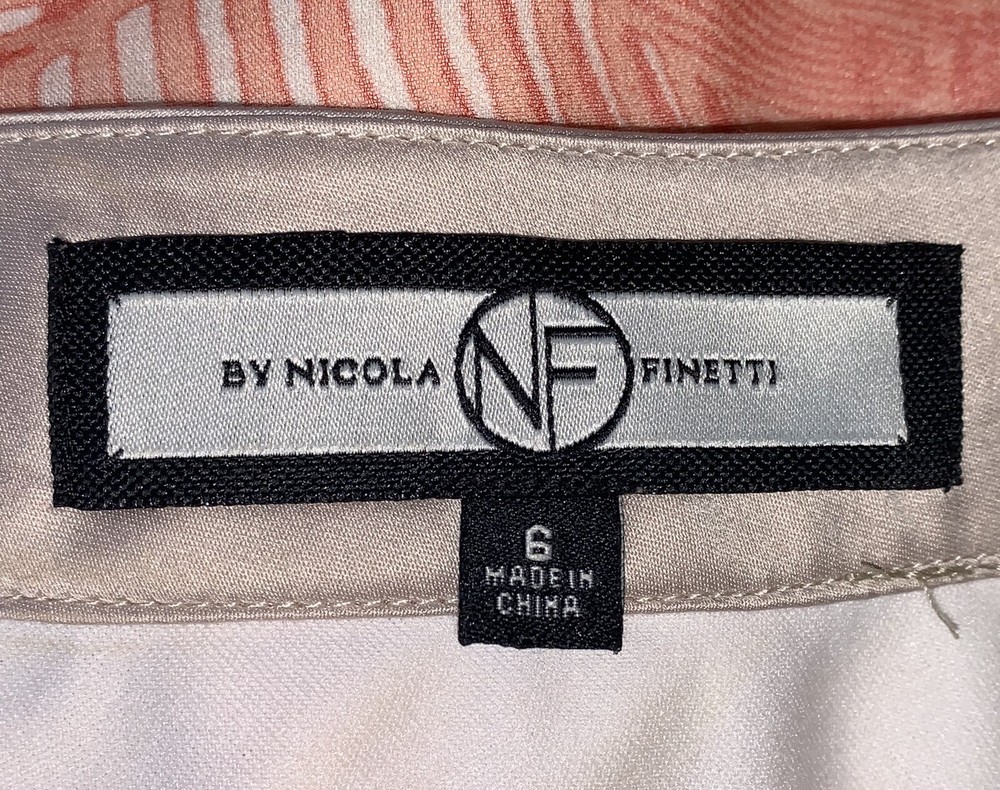 BY NICOLA NF FINETTI
6
MADE IN
CHINA